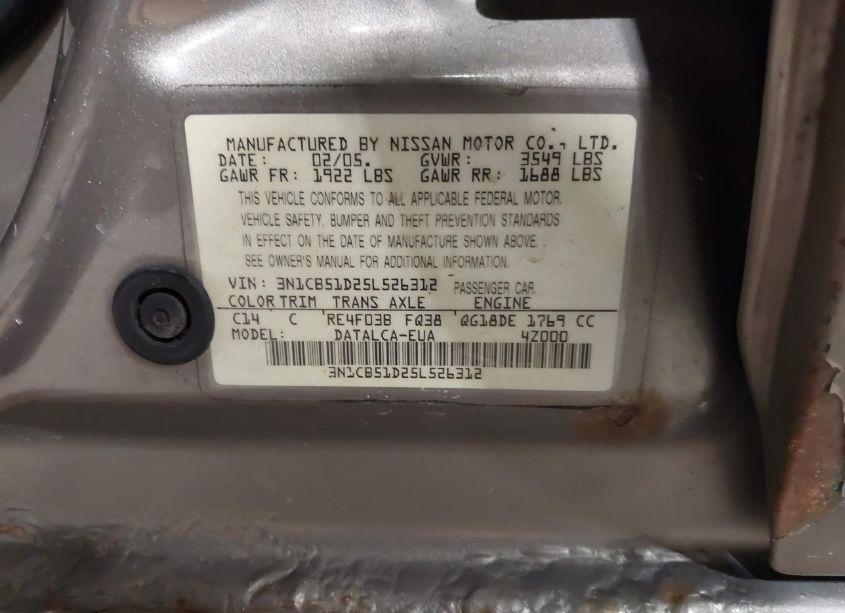 MANUFACTURED BY NISSAN MOTOR CO., LTD.
DATE: 02/05. GVWR: 3549 LBS
GAWR FR: 1922 LBS GAWR RR: 1688 LBS
THIS VEHICLE CONFORMS TO ALL APPLICABLE FEDERAL MOTOR
VEHICLE SAFETY, BUMPER AND THEFT PREVENTION STANDARDS
IN EFFECT ON THE DATE OF MANUFACTURE SHOWN ABOVE.
SEE OWNER'S MANUAL FOR ADDITIONAL INFORMATION.
VIN: 3N1CB51D25L526312 PASSENGER CAR.
COLOR TRIM TRANS AXLE ENGINE
C14 C RE4F03B FQ38 QG18DE 1769 CC
MODEL: DATALCA-EUA 4Z000
3N1CB51D25L526312